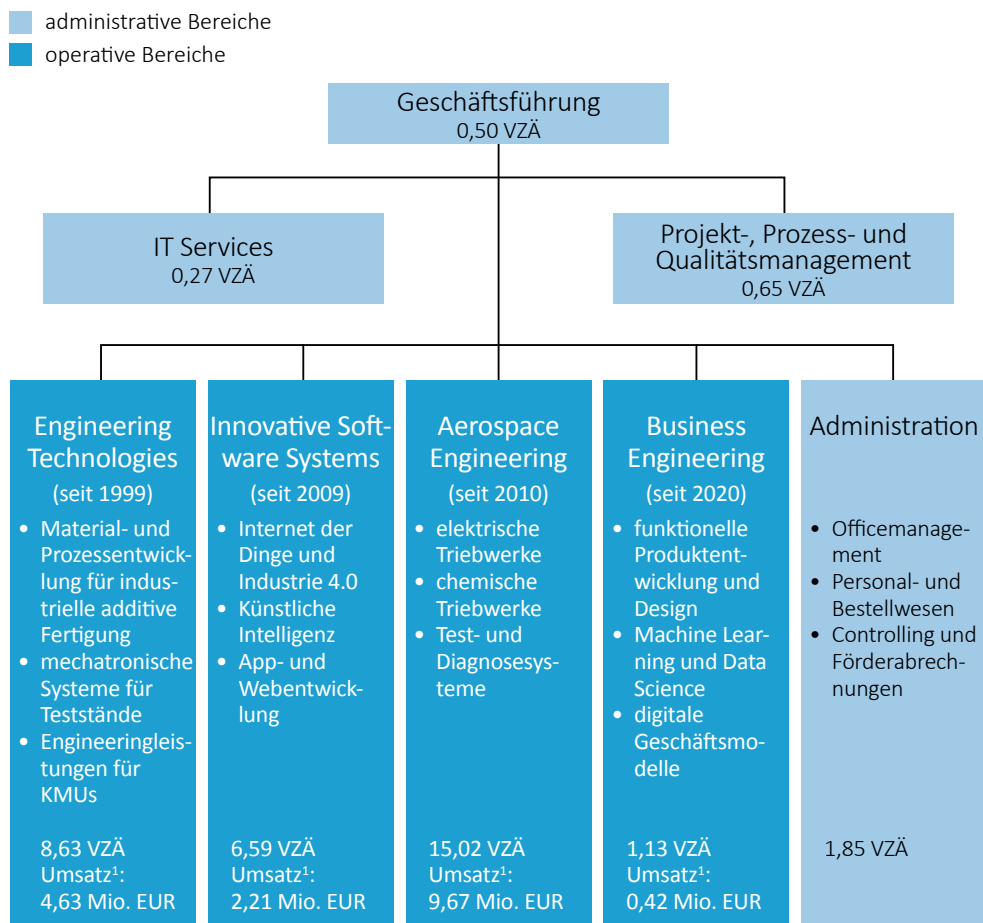 administrative Bereiche
operative Bereiche
Geschäftsführung
0,50 VZÄ
IT Services
0,27 VZÄ
Projekt-, Prozess- und
Qualitätsmanagement
0,65 VZÄ
Engineering
Technologies
(seit 1999)
• Material- und
Prozessentwick-
lung für indus-
trielle additive
Fertigung
• mechatronische
Systeme für
Teststände
• Engineeringleis-
tungen für
KMUs
8,63 VZÄ
Umsatz¹:
4,63 Mio. EUR
Innovative Soft-
ware Systems
(seit 2009)
• Internet der
Dinge und
Industrie 4.0
• Künstliche
Intelligenz
• App- und
Webentwick-
lung
6,59 VZÄ
Umsatz¹:
2,21 Mio. EUR
Aerospace
Engineering
(seit 2010)
• elektrische
Triebwerke
• chemische
Triebwerke
• Test- und
Diagnosesys-
teme
15,02 VZÄ
Umsatz¹:
9,67 Mio. EUR
Business
Engineering
(seit 2020)
• funktionelle
Produktent-
wicklung und
Design
• Machine Lear-
ning und Data
Science
• digitale
Geschäftsmo-
delle
1,13 VZÄ
Umsatz¹:
0,42 Mio. EUR
Administration
• Officemanage-
ment
• Personal- und
Bestellwesen
• Controlling und
Förderabrech-
nungen
1,85 VZÄ